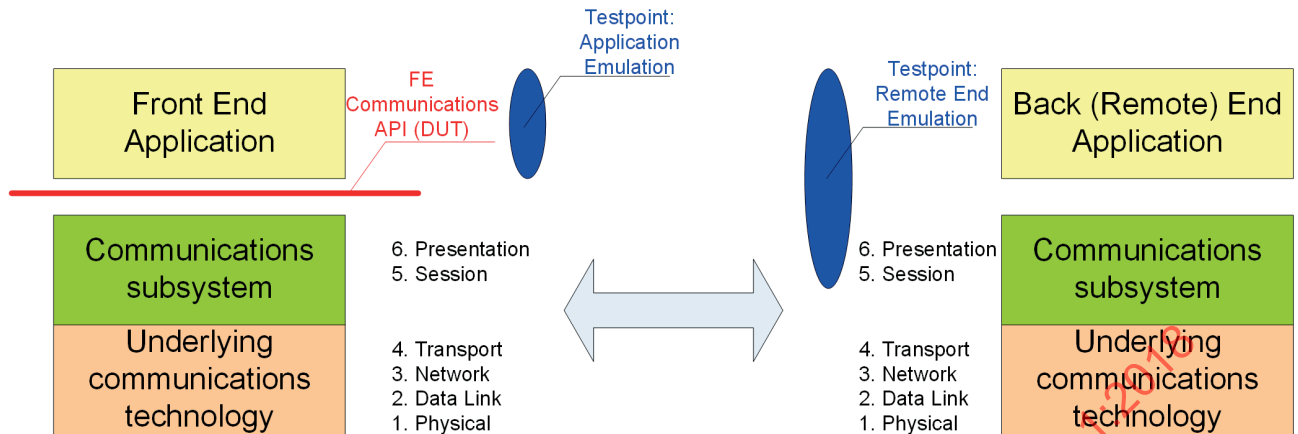 Testpoint:
Application
Emulation
Front End
Application
FE
Communications
API (DUT)
Testpoint:
Remote End
Emulation
Back (Remote) End
Application
Communications
subsystem
6. Presentation
5. Session
6. Presentation
5. Session
Communications
subsystem
Underlying
communications
technology
4. Transport
3. Network
2. Data Link
1. Physical
4. Transport
3. Network
2. Data Link
1. Physical
Underlying
communications
technology
1:2018